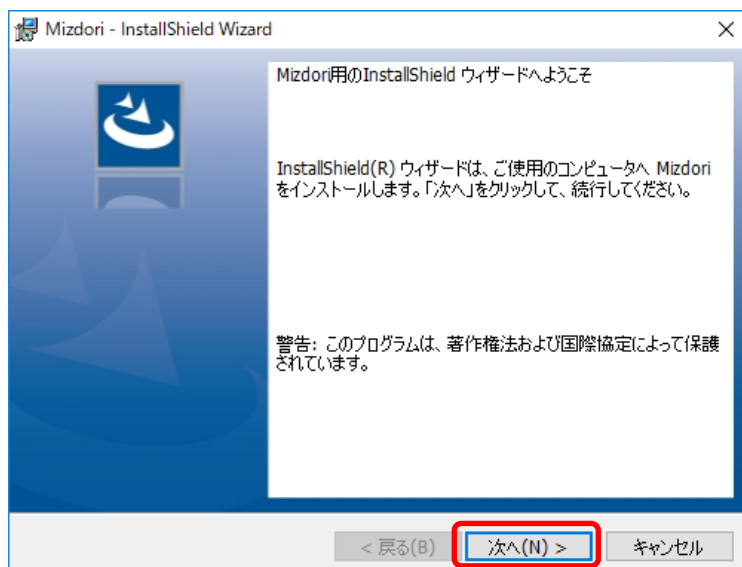 Mizdori - InstallShield Wizard
Mizdori用のInstallShield ウィザードへようこそ
InstallShield(R) ウィザードは、ご使用のコンピュータへ Mizdori
をインストールします。「次へ」をクリックして、続行してください。
警告: このプログラムは、著作権法および国際協定によって保護
されています。
< 戻る(B)
次へ(N) >
キャンセル